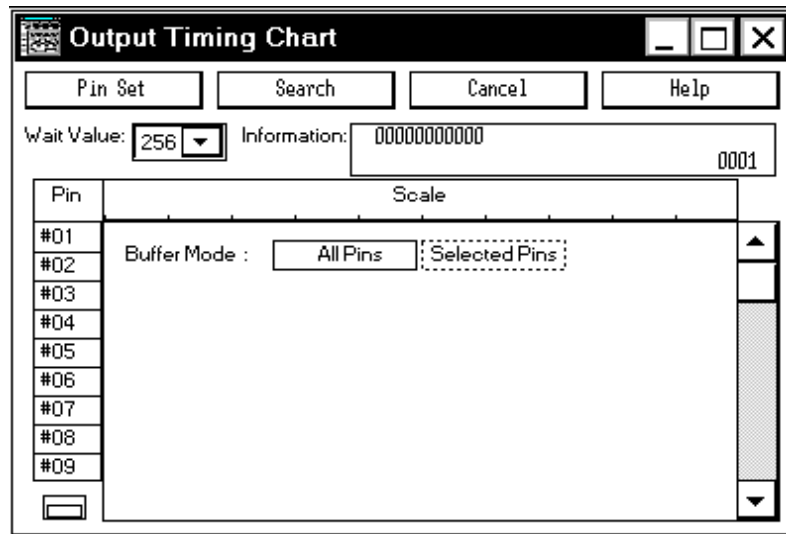 Output Timing Chart
Pin Set Search Cancel Help
Wait Value: 256 Information: 00000000000
0001
Pin Scale
#01
Buffer Mode : All Pins Selected Pins
#02
#03
#04
#05
#06
#07
#08
#09